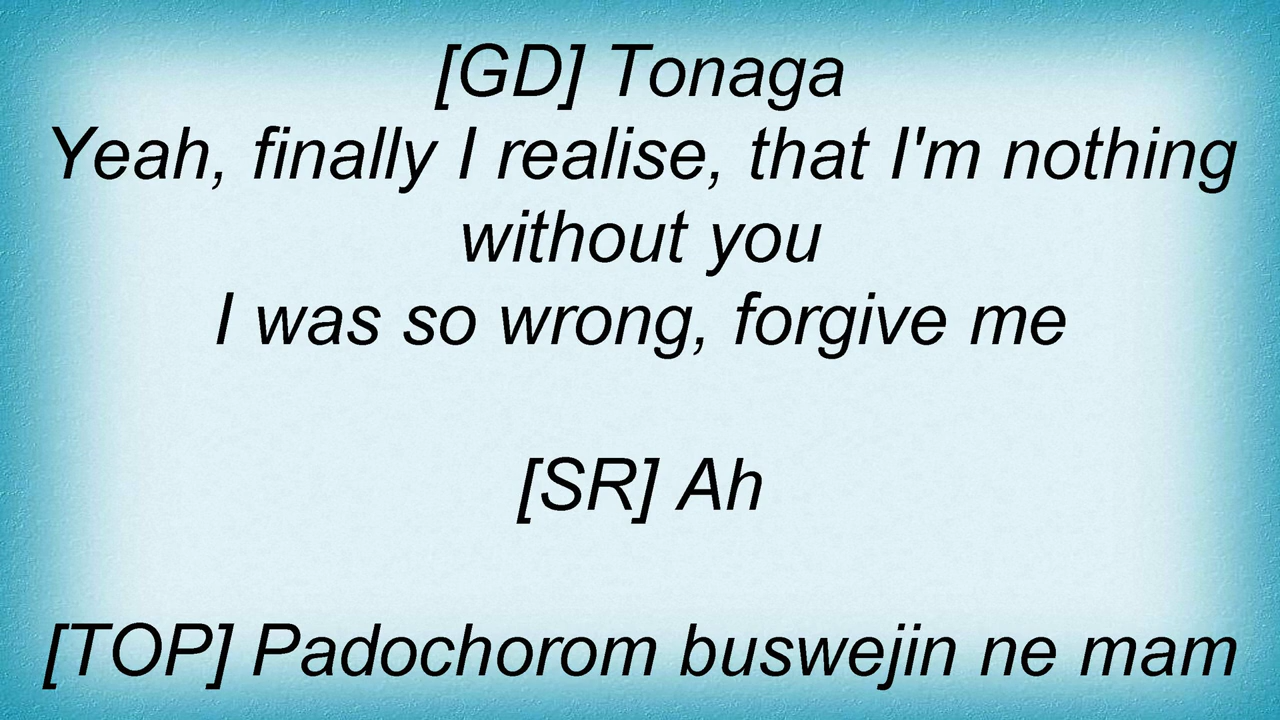 [GD] Tonaga
Yeah, finally I realise, that I'm nothing
without you
I was so wrong, forgive me
[SR] Ah
[TOP] Padochorom buswejin ne mam